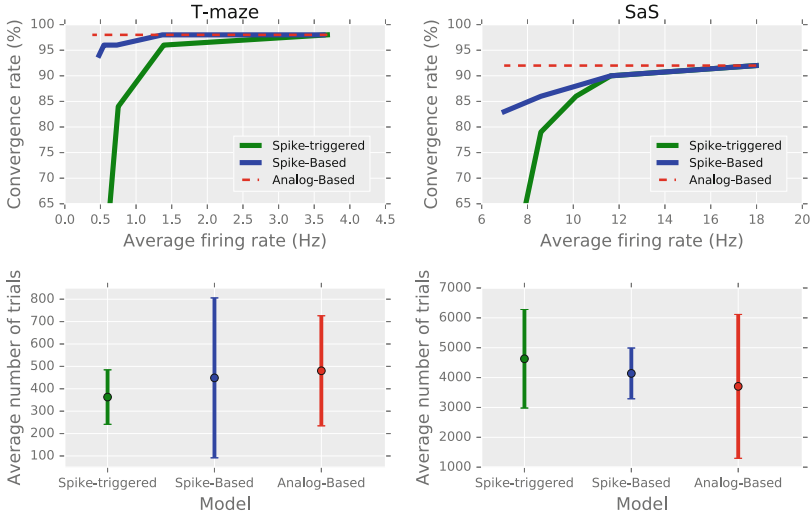 T-maze
Convergence rate (%)
100
95
90
85
80
75
70
65
Spike-triggered
Spike-Based
Analog-Based
0.0 0.5 1.0 1.5 2.0 2.5 3.0 3.5 4.0 4.5
Average firing rate (Hz)
SaS
Convergence rate (%)
100
95
90
85
80
75
70
65
Spike-triggered
Spike-Based
Analog-Based
6 8 10 12 14 16 18 20
Average firing rate (Hz)
Average number of trials
800
700
600
500
400
300
200
100
Spike-triggered Spike-Based Analog-Based
Model
Average number of trials
7000
6000
5000
4000
3000
2000
1000
Spike-triggered Spike-Based Analog-Based
Model